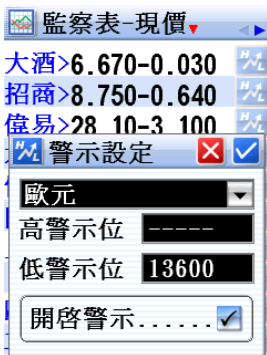 監察表-現價
大酒>6.670-0.030
招商>8.750-0.640
偉易>28.10-3.100
警示設定
歐元
高警示位 -----
低警示位 13600
開啓警示......